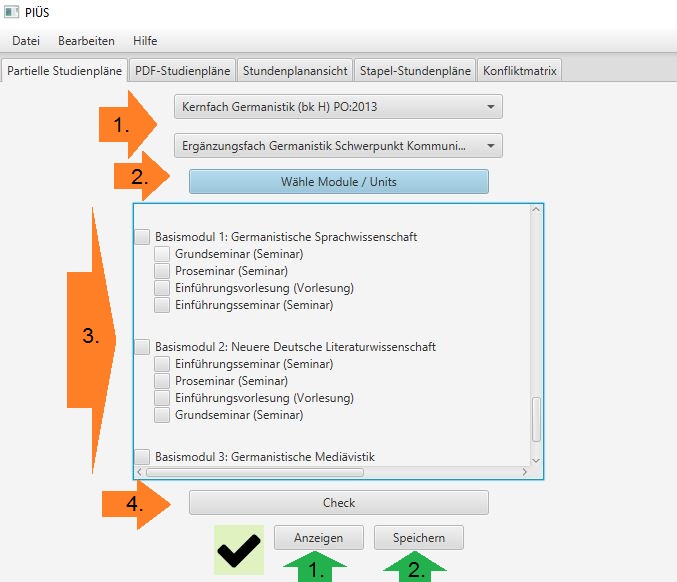 PIÜS
Datei Bearbeiten Hilfe
Partielle Studienpläne PDF-Studienpläne Stundenplanansicht Stapel-Stundenpläne Konfliktmatrix
Kernfach Germanistik (bk H) PO:2013
1.
Ergänzungsfach Germanistik Schwerpunkt Kommuni...
2.
Wähle Module / Units
Basismodul 1: Germanistische Sprachwissenschaft
Grundseminar (Seminar)
Proseminar (Seminar)
Einführungsvorlesung (Vorlesung)
Einführungsseminar (Seminar)
3.
Basismodul 2: Neuere Deutsche Literaturwissenschaft
Einführungsseminar (Seminar)
Proseminar (Seminar)
Einführungsvorlesung (Vorlesung)
Grundseminar (Seminar)
Basismodul 3: Germanistische Mediävistik
4.
Check
Anzeigen Speichern
1. 2.